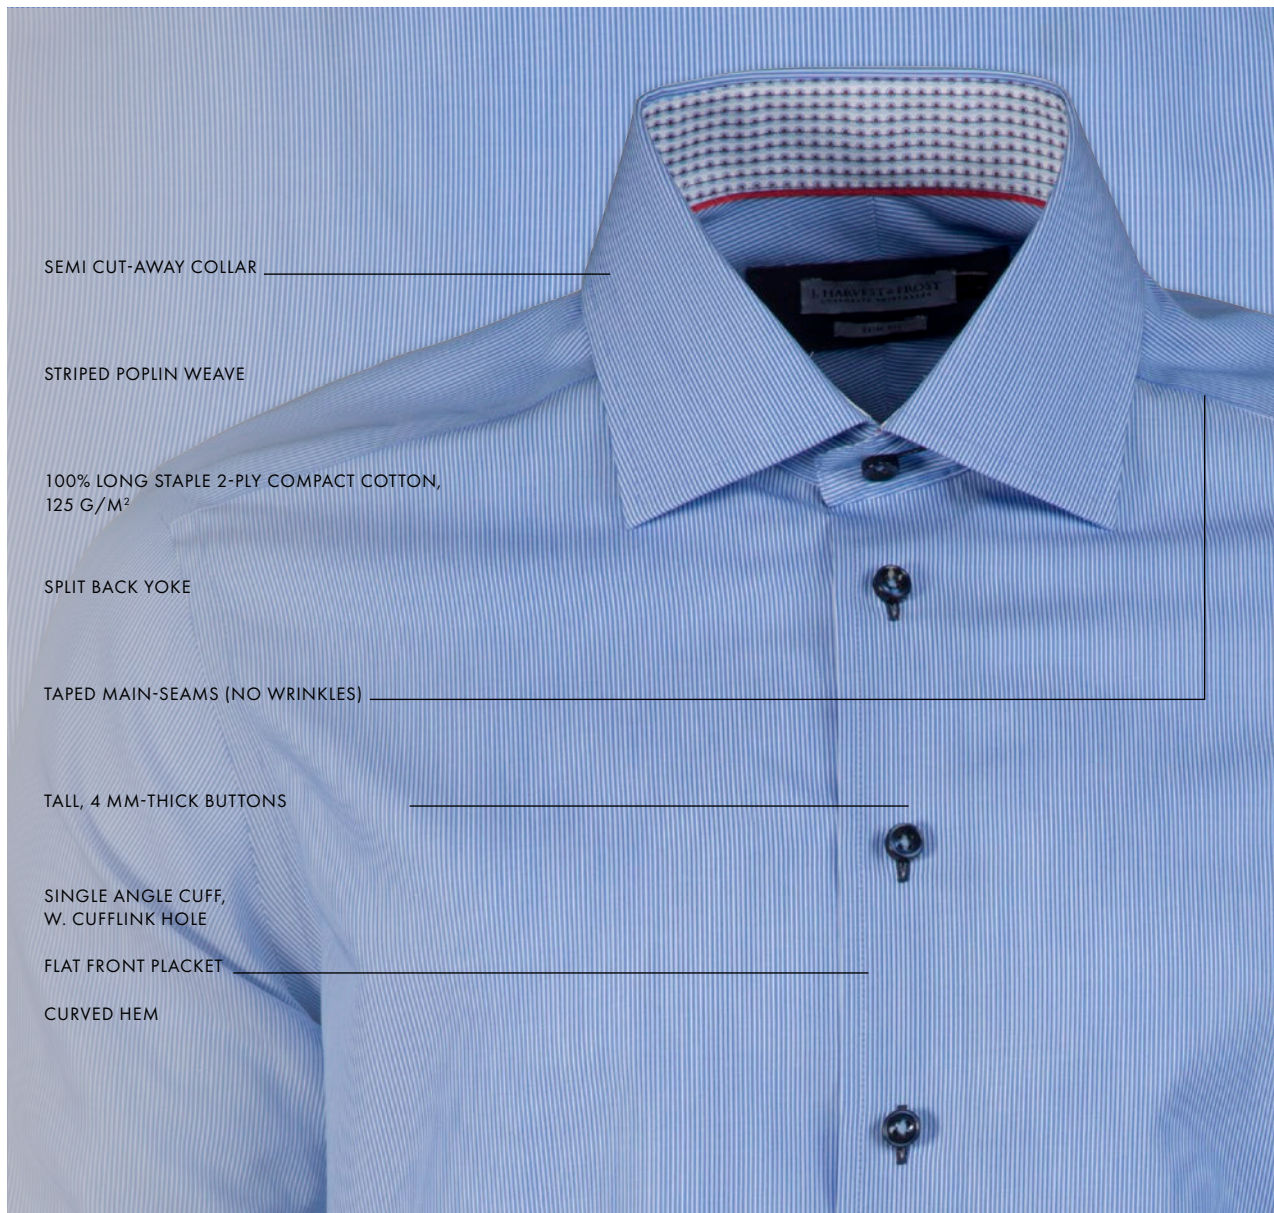 J. HARVEST & FROST
SEMI CUT-AWAY COLLAR
STRIPED POPLIN WEAVE
100% LONG STAPLE 2-PLY COMPACT COTTON,
125 G/M²
SPLIT BACK YOKE
TAPED MAIN-SEAMS (NO WRINKLES)
TALL, 4 MM-THICK BUTTONS
SINGLE ANGLE CUFF,
W. CUFFLINK HOLE
FLAT FRONT PLACKET
CURVED HEM